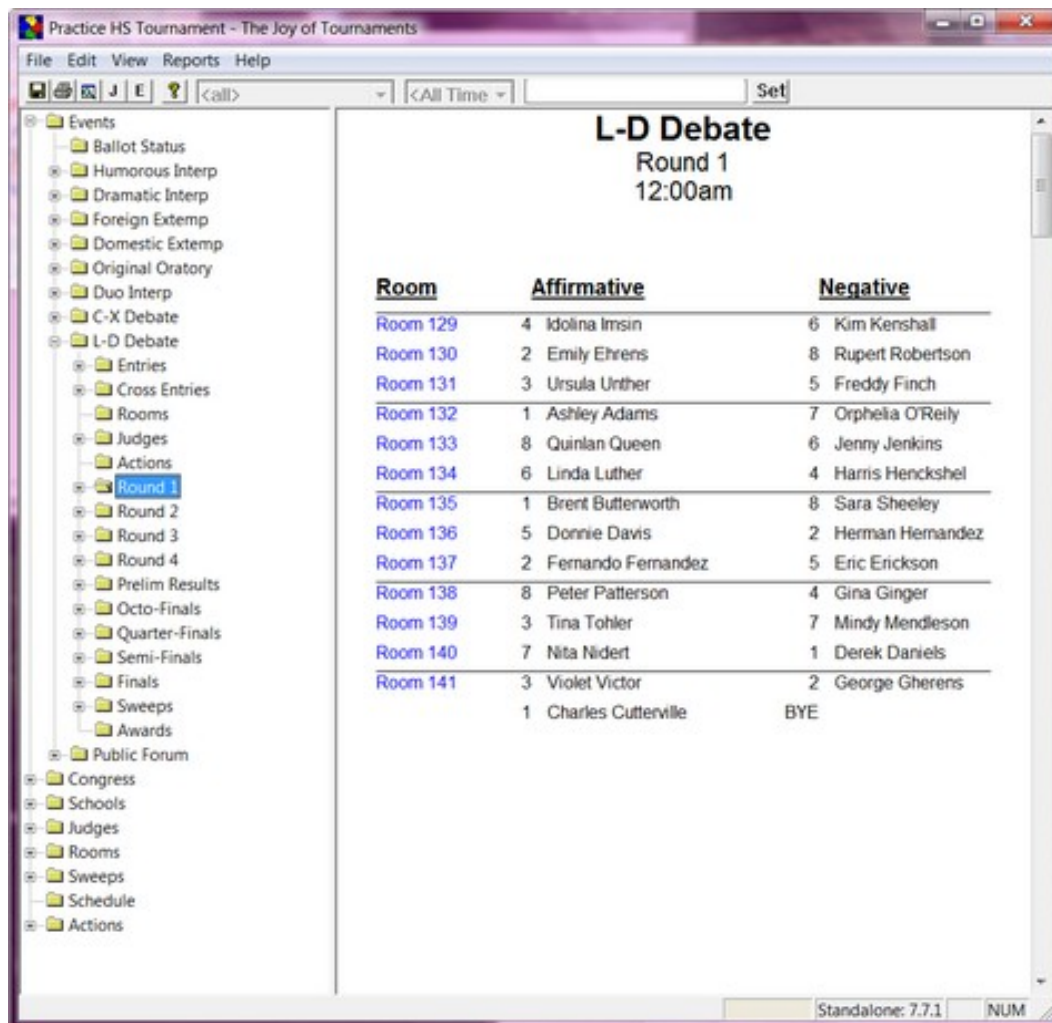 Practice HS Tournament - The Joy of Tournaments
File Edit View Reports Help
J E ? <all> <All Time Set
Events
Ballot Status
Humorous Interp
Dramatic Interp
Foreign Extemp
Domestic Extemp
Original Oratory
Duo Interp
C-X Debate
L-D Debate
Entries
Cross Entries
Rooms
Judges
Actions
Round 1
Round 2
Round 3
Round 4
Prelim Results
Octo-Finals
Quarter-Finals
Semi-Finals
Finals
Sweeps
Awards
Public Forum
Congress
Schools
Judges
Rooms
Sweeps
Schedule
Actions
L-D Debate
Round 1
12:00am
Room Affirmative Negative
Room 129 4 Idolina Imsin 6 Kim Kenshall
Room 130 2 Emily Ehrens 8 Rupert Robertson
Room 131 3 Ursula Unther 5 Freddy Finch
Room 132 1 Ashley Adams 7 Orphelia O'Reily
Room 133 8 Quinlan Queen 6 Jenny Jenkins
Room 134 6 Linda Luther 4 Harris Henckshel
Room 135 1 Brent Butterworth 8 Sara Sheeley
Room 136 5 Donnie Davis 2 Herman Hernandez
Room 137 2 Fernando Fernandez 5 Eric Erickson
Room 138 8 Peter Patterson 4 Gina Ginger
Room 139 3 Tina Tohler 7 Mindy Mendleson
Room 140 7 Nita Nidert 1 Derek Daniels
Room 141 3 Violet Victor 2 George Gherens
1 Charles Cutterville BYE
Standalone: 7.7.1 NUM